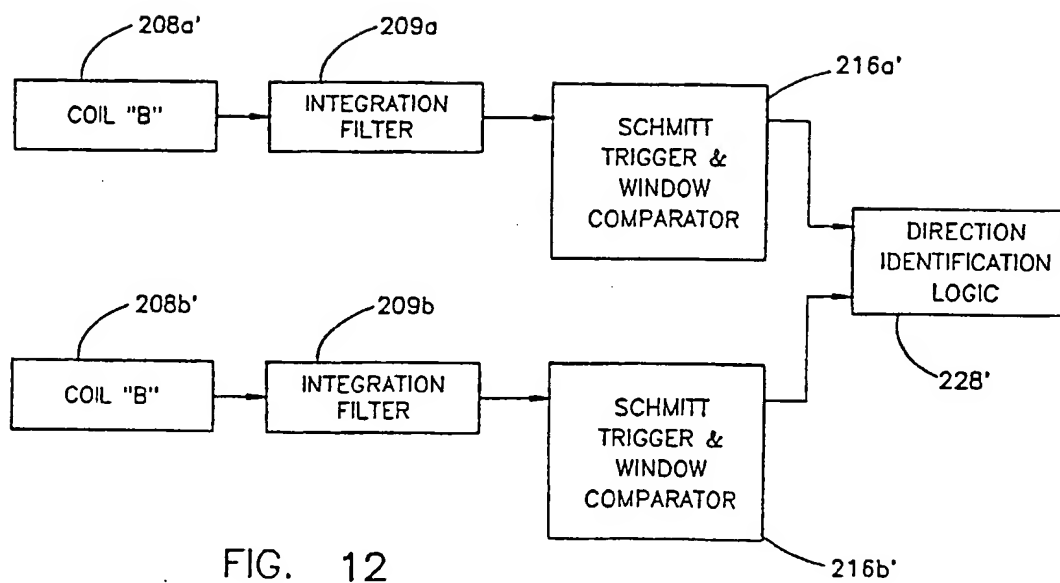 208a'
209a
216a'
COIL "B"
INTEGRATION
FILTER
SCHMITT
TRIGGER &
WINDOW
COMPARATOR
DIRECTION
IDENTIFICATION
LOGIC
208b'
209b
228'
COIL "B"
INTEGRATION
FILTER
SCHMITT
TRIGGER &
WINDOW
COMPARATOR
216b'
FIG. 12